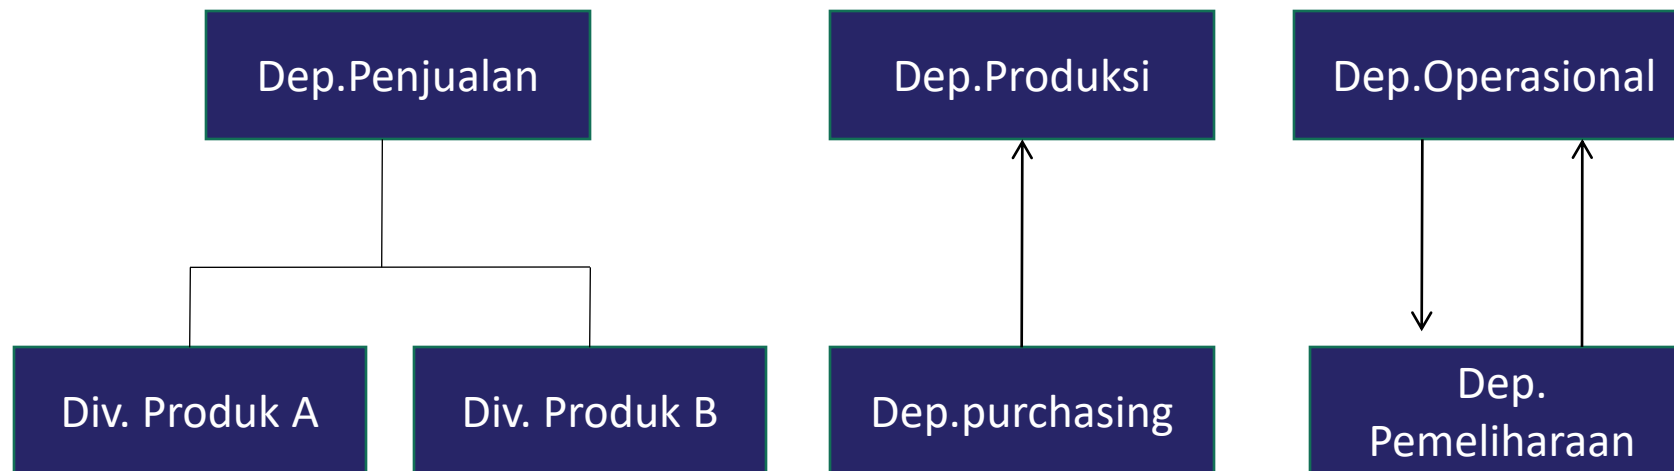 Dep.Penjualan
Dep.Produksi
Dep.Operasional
Div. Produk A
Div. Produk B
Dep.purchasing
Dep.
Pemeliharaan